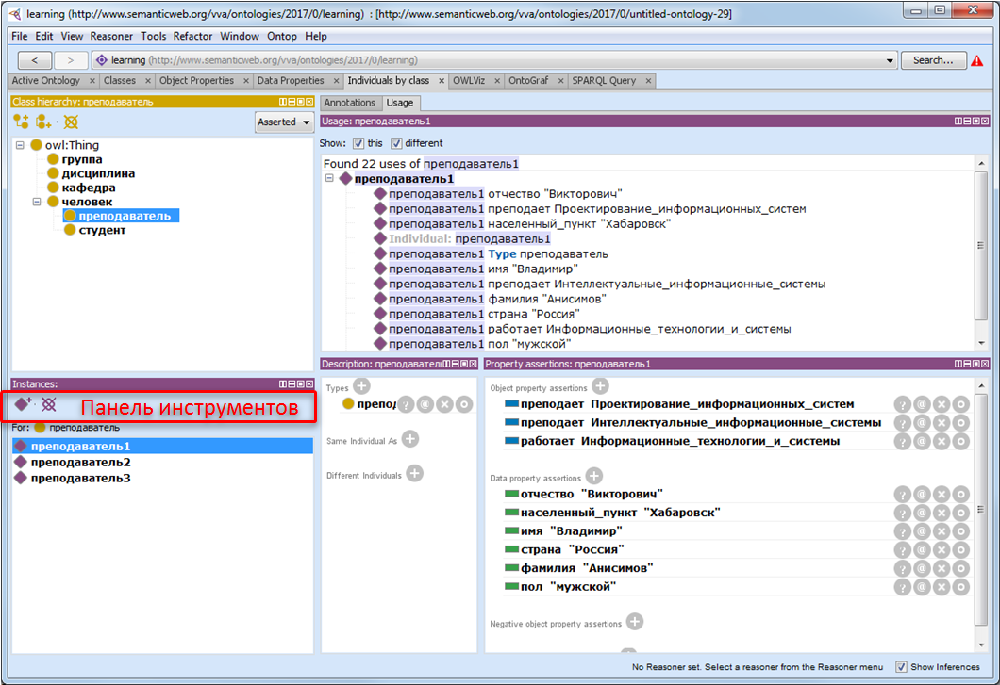 learning (http://www.semanticweb.org/vva/ontologies/2017/0/learning) : [http://www.semanticweb.org/vva/ontologies/2017/0/untitled-ontology-29]
File Edit View Reasoner Tools Refactor Window Ontop Help
< > learning (http://www.semanticweb.org/vva/ontologies/2017/0/learning) Search...
Active Ontology × Classes × Object Properties × Data Properties × Individuals by class × OWLViz × OntoGraf × SPARQL Query ×
Class hierarchy: преподаватель
Asserted
owl:Thing
группа
дисциплина
кафедра
человек
преподаватель
студент
Annotations Usage
Usage: преподаватель1
Show: this different
Found 22 uses of преподаватель1
преподаватель1
преподаватель1 отчество "Викторович"
преподаватель1 преподает Проектирование_информационных_систем
преподаватель1 населенный_пункт "Хабаровск"
Individual: преподаватель1
преподаватель1 Type преподаватель
преподаватель1 имя "Владимир"
преподаватель1 преподает Интеллектуальные_информационные_системы
преподаватель1 фамилия "Анисимов"
преподаватель1 страна "Россия"
преподаватель1 работает Информационные_технологии_и_системы
преподаватель1 пол "мужской"
Instances:
Панель инструментов
For: преподаватель
преподаватель1
преподаватель2
преподаватель3
Description: преподавател
Types
препод
Same Individual As
Different Individuals
Property assertions: преподаватель1
Object property assertions
преподает Проектирование_информационных_систем
преподает Интеллектуальные_информационные_системы
работает Информационные_технологии_и_системы
Data property assertions
отчество "Викторович"
населенный_пункт "Хабаровск"
имя "Владимир"
страна "Россия"
фамилия "Анисимов"
пол "мужской"
Negative object property assertions
No Reasoner set. Select a reasoner from the Reasoner menu Show Inferences